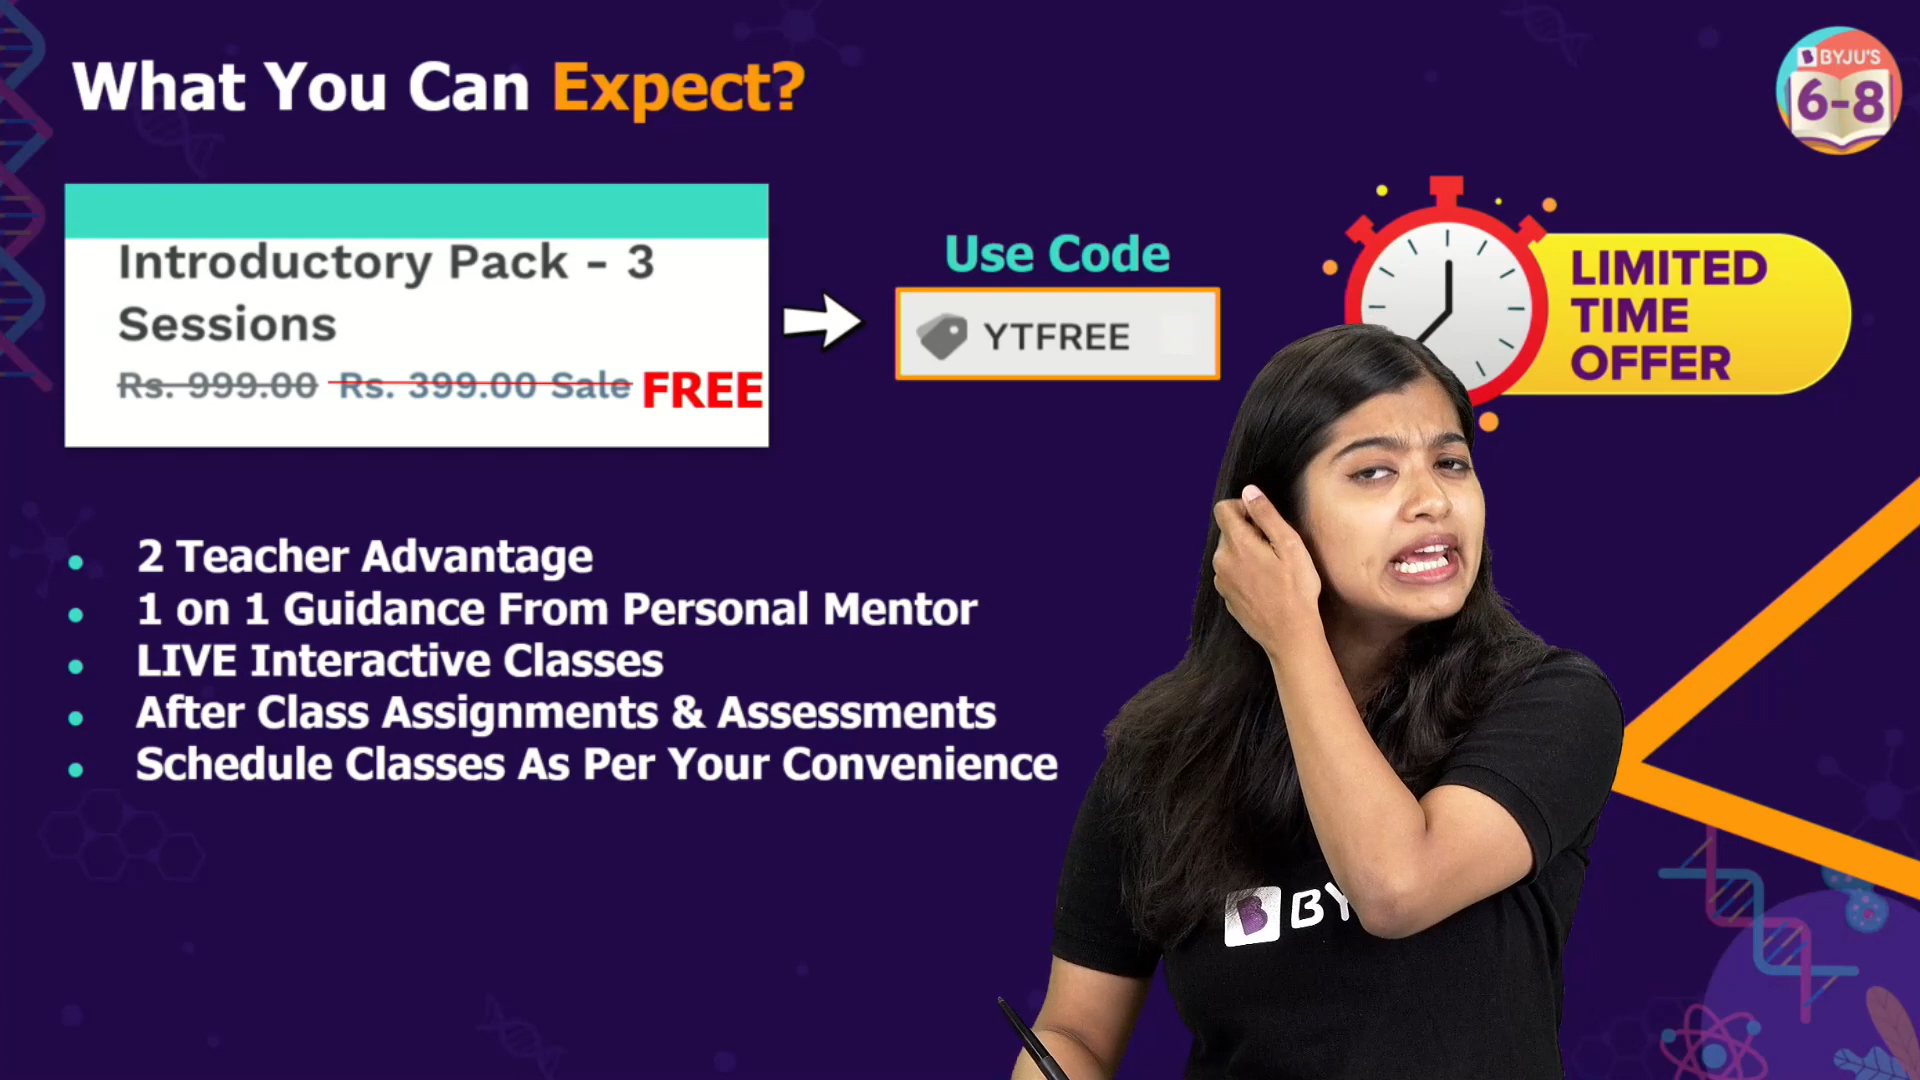 What You Can Expect?
BYJU'S
6-8
Introductory Pack - 3
Sessions
Rs. 999.00 Rs. 399.00 Sale FREE
Use Code
YTFREE
LIMITED
TIME
OFFER
• 2 Teacher Advantage
• 1 on 1 Guidance From Personal Mentor
• LIVE Interactive Classes
• After Class Assignments & Assessments
• Schedule Classes As Per Your Convenience
B BY